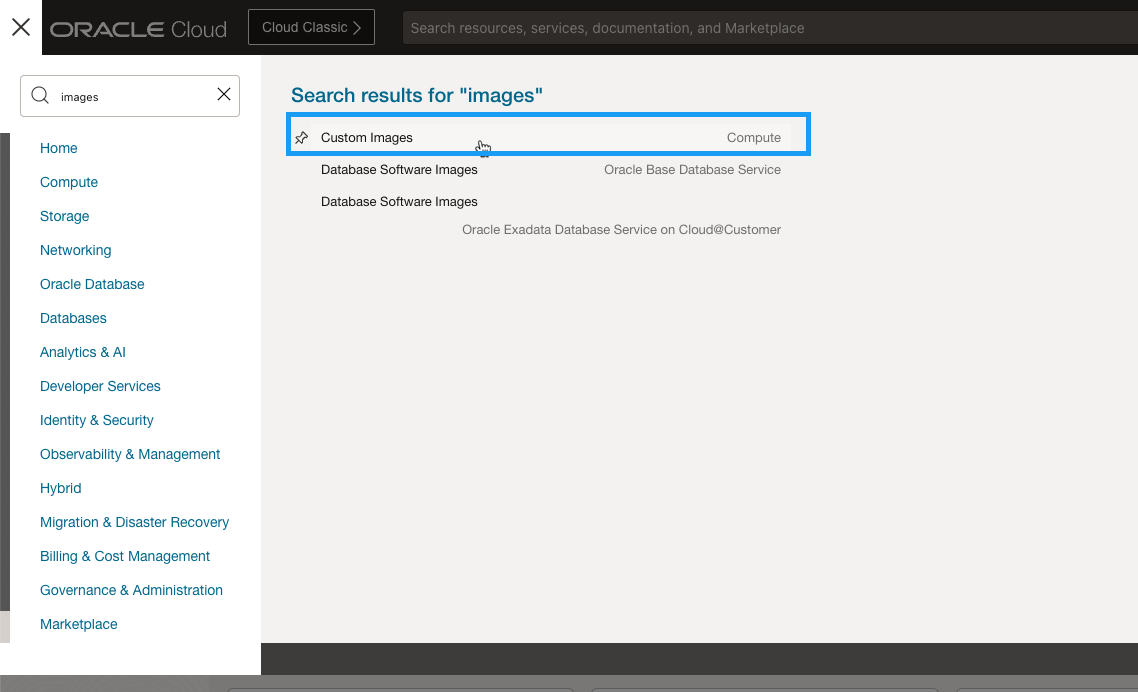 ORACLE Cloud
Cloud Classic
Search resources, services, documentation, and Marketplace
images
Home
Compute
Storage
Networking
Oracle Database
Databases
Analytics & AI
Developer Services
Identity & Security
Observability & Management
Hybrid
Migration & Disaster Recovery
Billing & Cost Management
Governance & Administration
Marketplace
Search results for "images"
Custom Images Compute
Database Software Images Oracle Base Database Service
Database Software Images
Oracle Exadata Database Service on Cloud@Customer